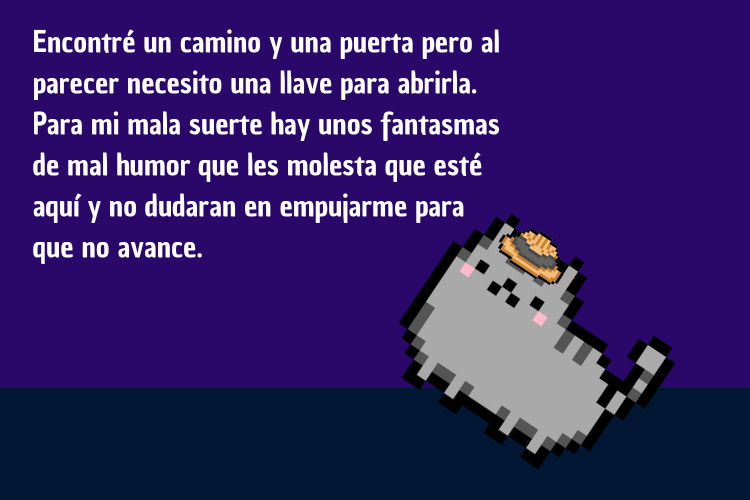 Encontré un camino y una puerta pero al
parecer necesito una llave para abrirla.
Para mi mala suerte hay unos fantasmas
de mal humor que les molesta que esté
aquí y no dudaran en empujarme para
que no avance.